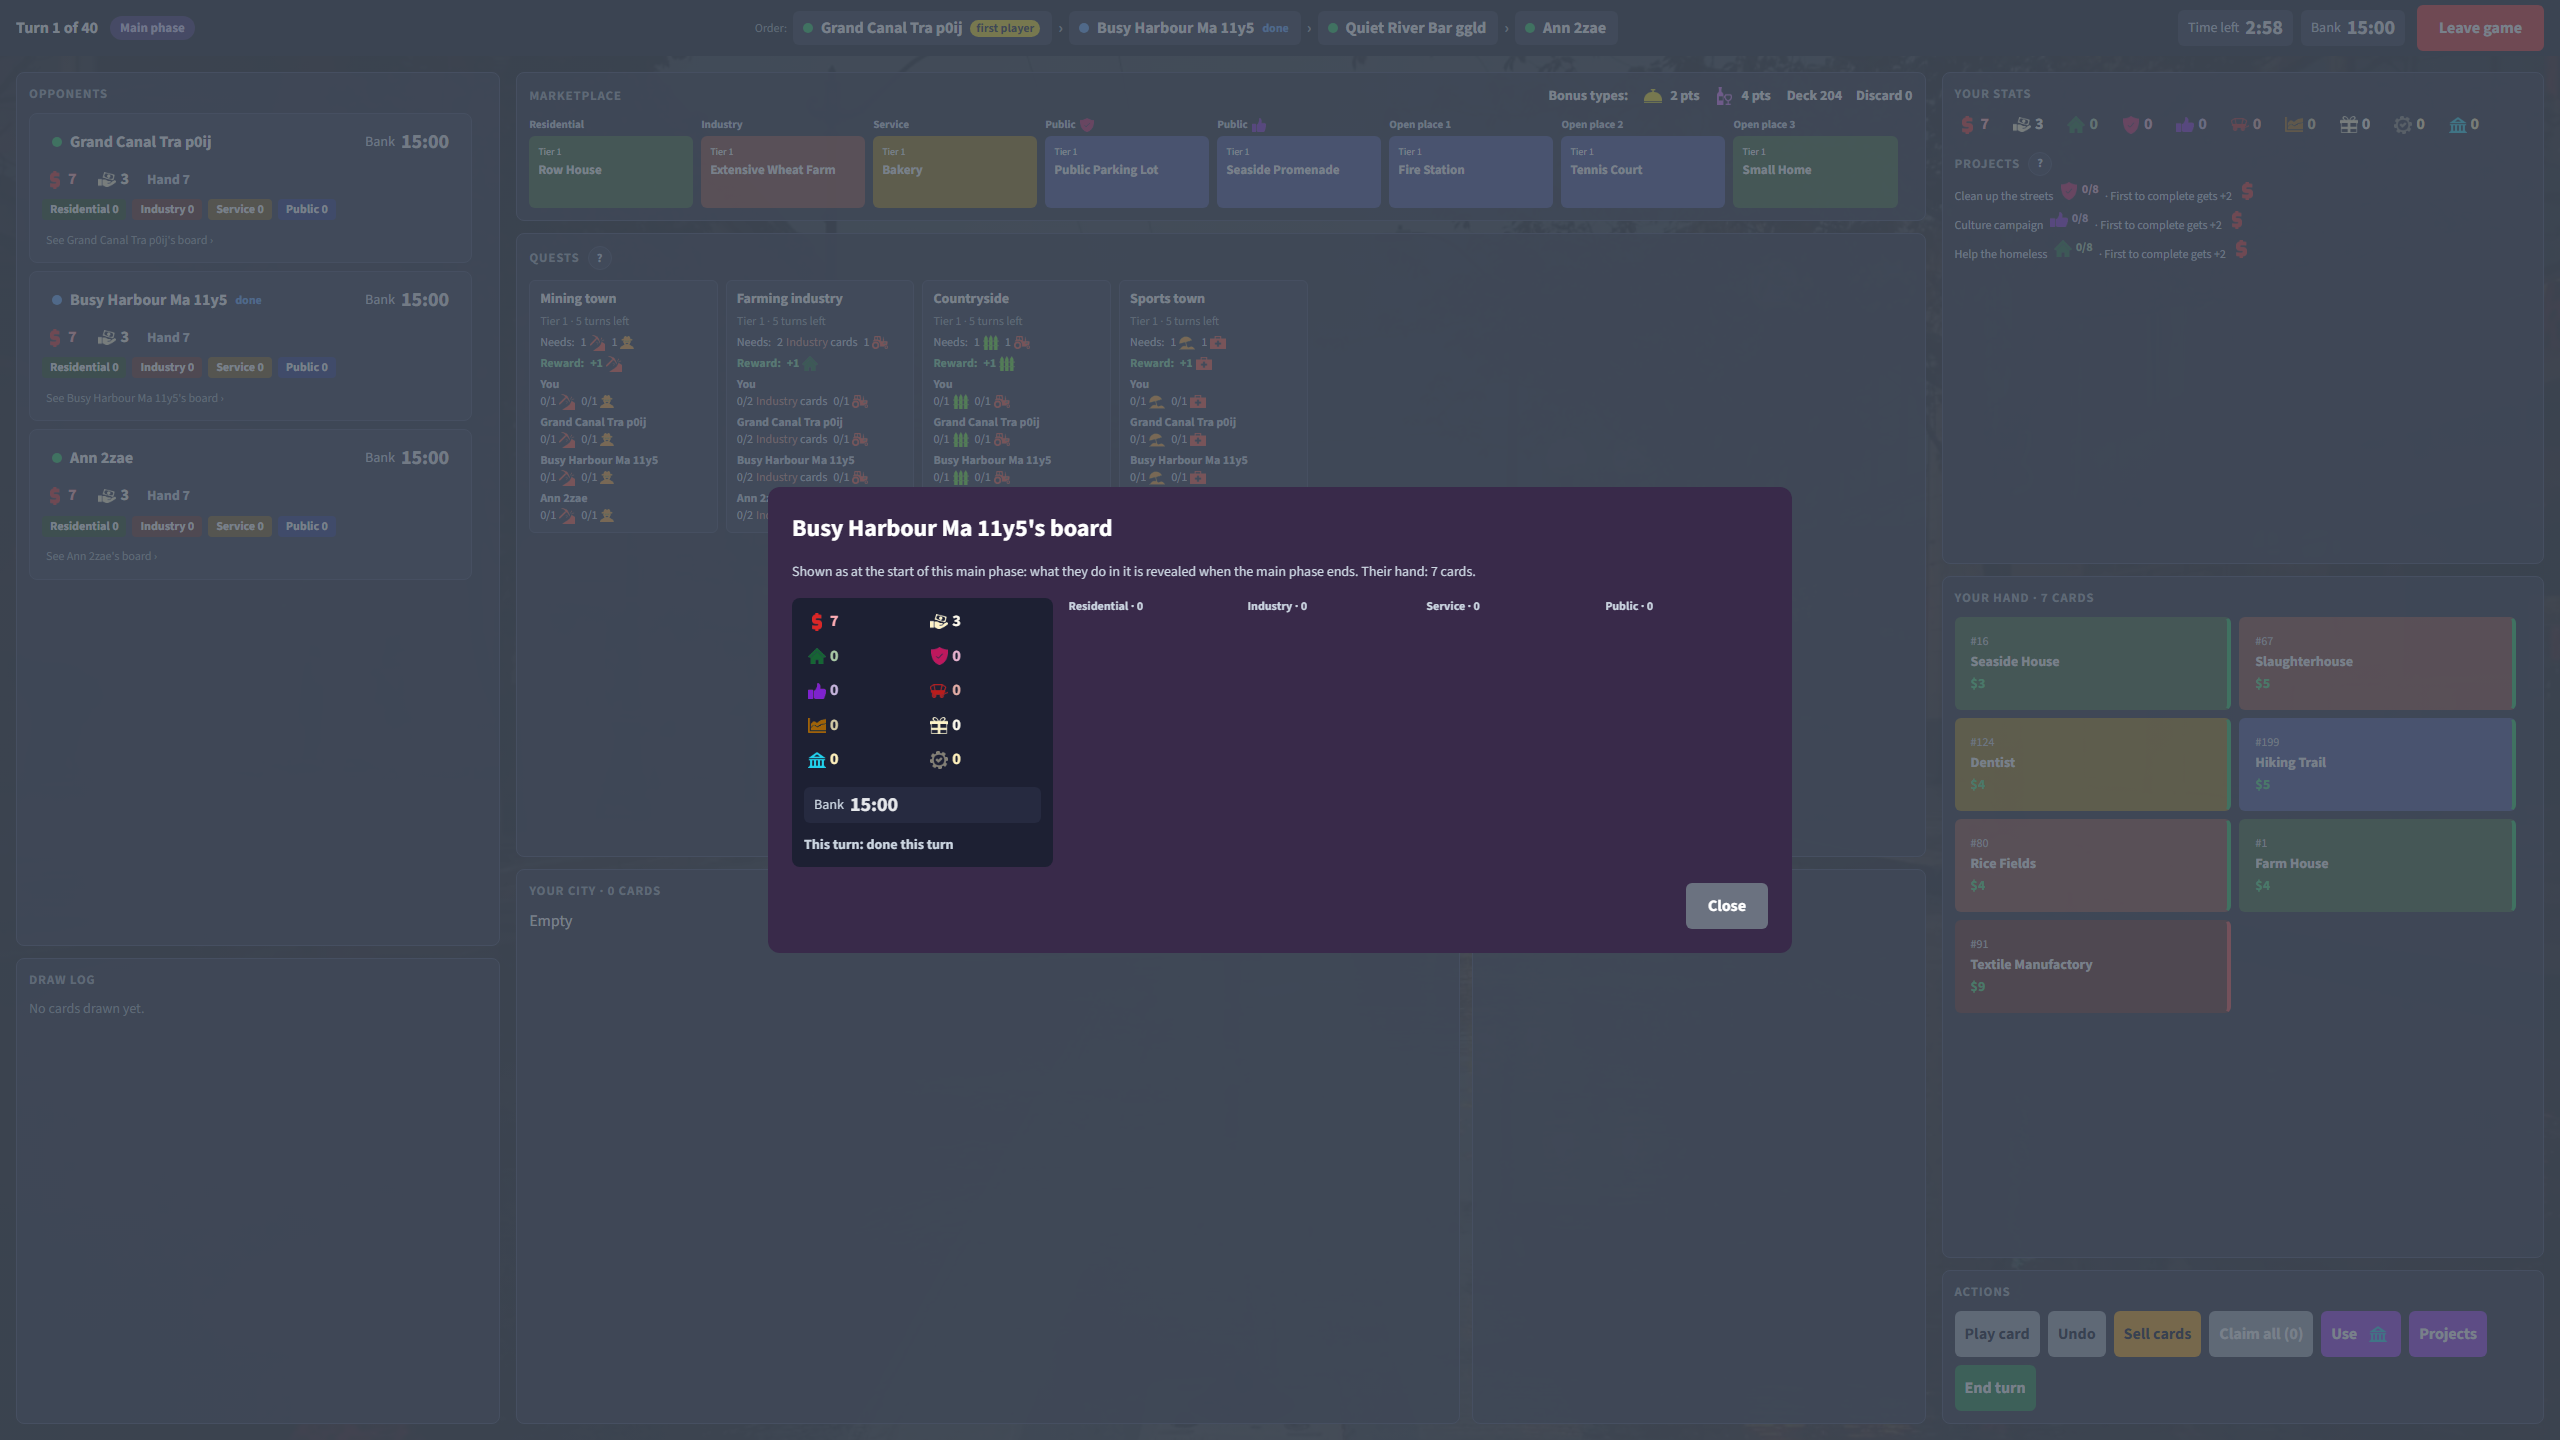 Turn 1 of 40 Main phase
Order: Grand Canal Tra p0ij first player › Busy Harbour Ma 11y5 done › Quiet River Bar ggld › Ann 2zae
Time left 2:58 Bank 15:00 Leave game
OPPONENTS
Grand Canal Tra p0ij Bank 15:00
7 3 Hand 7
Residential 0 Industry 0 Service 0 Public 0
See Grand Canal Tra p0ij's board ›
Busy Harbour Ma 11y5 done Bank 15:00
7 3 Hand 7
Residential 0 Industry 0 Service 0 Public 0
See Busy Harbour Ma 11y5's board ›
Ann 2zae Bank 15:00
7 3 Hand 7
Residential 0 Industry 0 Service 0 Public 0
See Ann 2zae's board ›
DRAW LOG
No cards drawn yet.
MARKETPLACE
Bonus types: 2 pts 4 pts Deck 204 Discard 0
Residential Industry Service Public Public Open place 1 Open place 2 Open place 3
Tier 1 Tier 1 Tier 1 Tier 1 Tier 1 Tier 1 Tier 1 Tier 1
Row House Extensive Wheat Farm Bakery Public Parking Lot Seaside Promenade Fire Station Tennis Court Small Home
QUESTS ?
Mining town
Tier 1 · 5 turns left
Needs: 1 1
Reward: +1
You
0/1 0/1
Grand Canal Tra p0ij
0/1 0/1
Busy Harbour Ma 11y5
0/1 0/1
Ann 2zae
0/1 0/1
Farming industry
Tier 1 · 5 turns left
Needs: 2 Industry cards 1
Reward: +1
You
0/2 Industry cards 0/1
Grand Canal Tra p0ij
0/2 Industry cards 0/1
Busy Harbour Ma 11y5
0/2 Industry cards 0/1
Ann 2
0/2 In
Countryside
Tier 1 · 5 turns left
Needs: 1 1
Reward: +1
You
0/1 0/1
Grand Canal Tra p0ij
0/1 0/1
Busy Harbour Ma 11y5
0/1 0/1
Sports town
Tier 1 · 5 turns left
Needs: 1 1
Reward: +1
You
0/1 0/1
Grand Canal Tra p0ij
0/1 0/1
Busy Harbour Ma 11y5
0/1 0/1
Busy Harbour Ma 11y5's board
Shown as at the start of this main phase: what they do in it is revealed when the main phase ends. Their hand: 7 cards.
$ 7 3
0 0
0 0
0 0
0 0
Bank 15:00
This turn: done this turn
Residential · 0 Industry · 0 Service · 0 Public · 0
Close
YOUR CITY · 0 CARDS
Empty
YOUR STATS
$ 7 3 0 0 0 0 0 0 0 0
PROJECTS ?
Clean up the streets 0/8 · First to complete gets +2 $
Culture campaign 0/8 · First to complete gets +2 $
Help the homeless 0/8 · First to complete gets +2 $
YOUR HAND · 7 CARDS
#16
Seaside House
$3
#67
Slaughterhouse
$5
#124
Dentist
$4
#199
Hiking Trail
$5
#80
Rice Fields
$4
#1
Farm House
$4
#91
Textile Manufactory
$9
ACTIONS
Play card Undo Sell cards Claim all (0) Use Projects
End turn